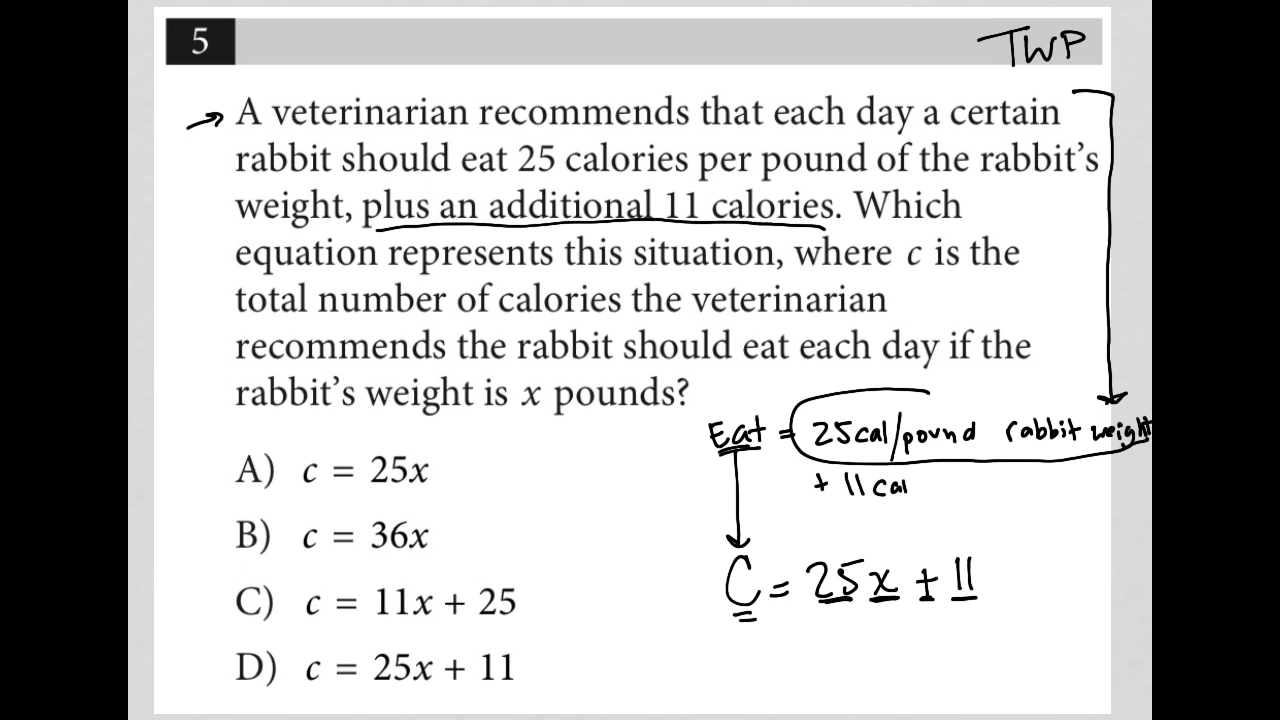 5
TWP
A veterinarian recommends that each day a certain
rabbit should eat 25 calories per pound of the rabbit's
weight, plus an additional 11 calories. Which
equation represents this situation, where c is the
total number of calories the veterinarian
recommends the rabbit should eat each day if the
rabbit's weight is x pounds?
Eat = 25cal/pound rabbit weight
+ 11 cal
A) c = 25x
B) c = 36x
C) c = 11x + 25
D) c = 25x + 11
C = 25x + 11